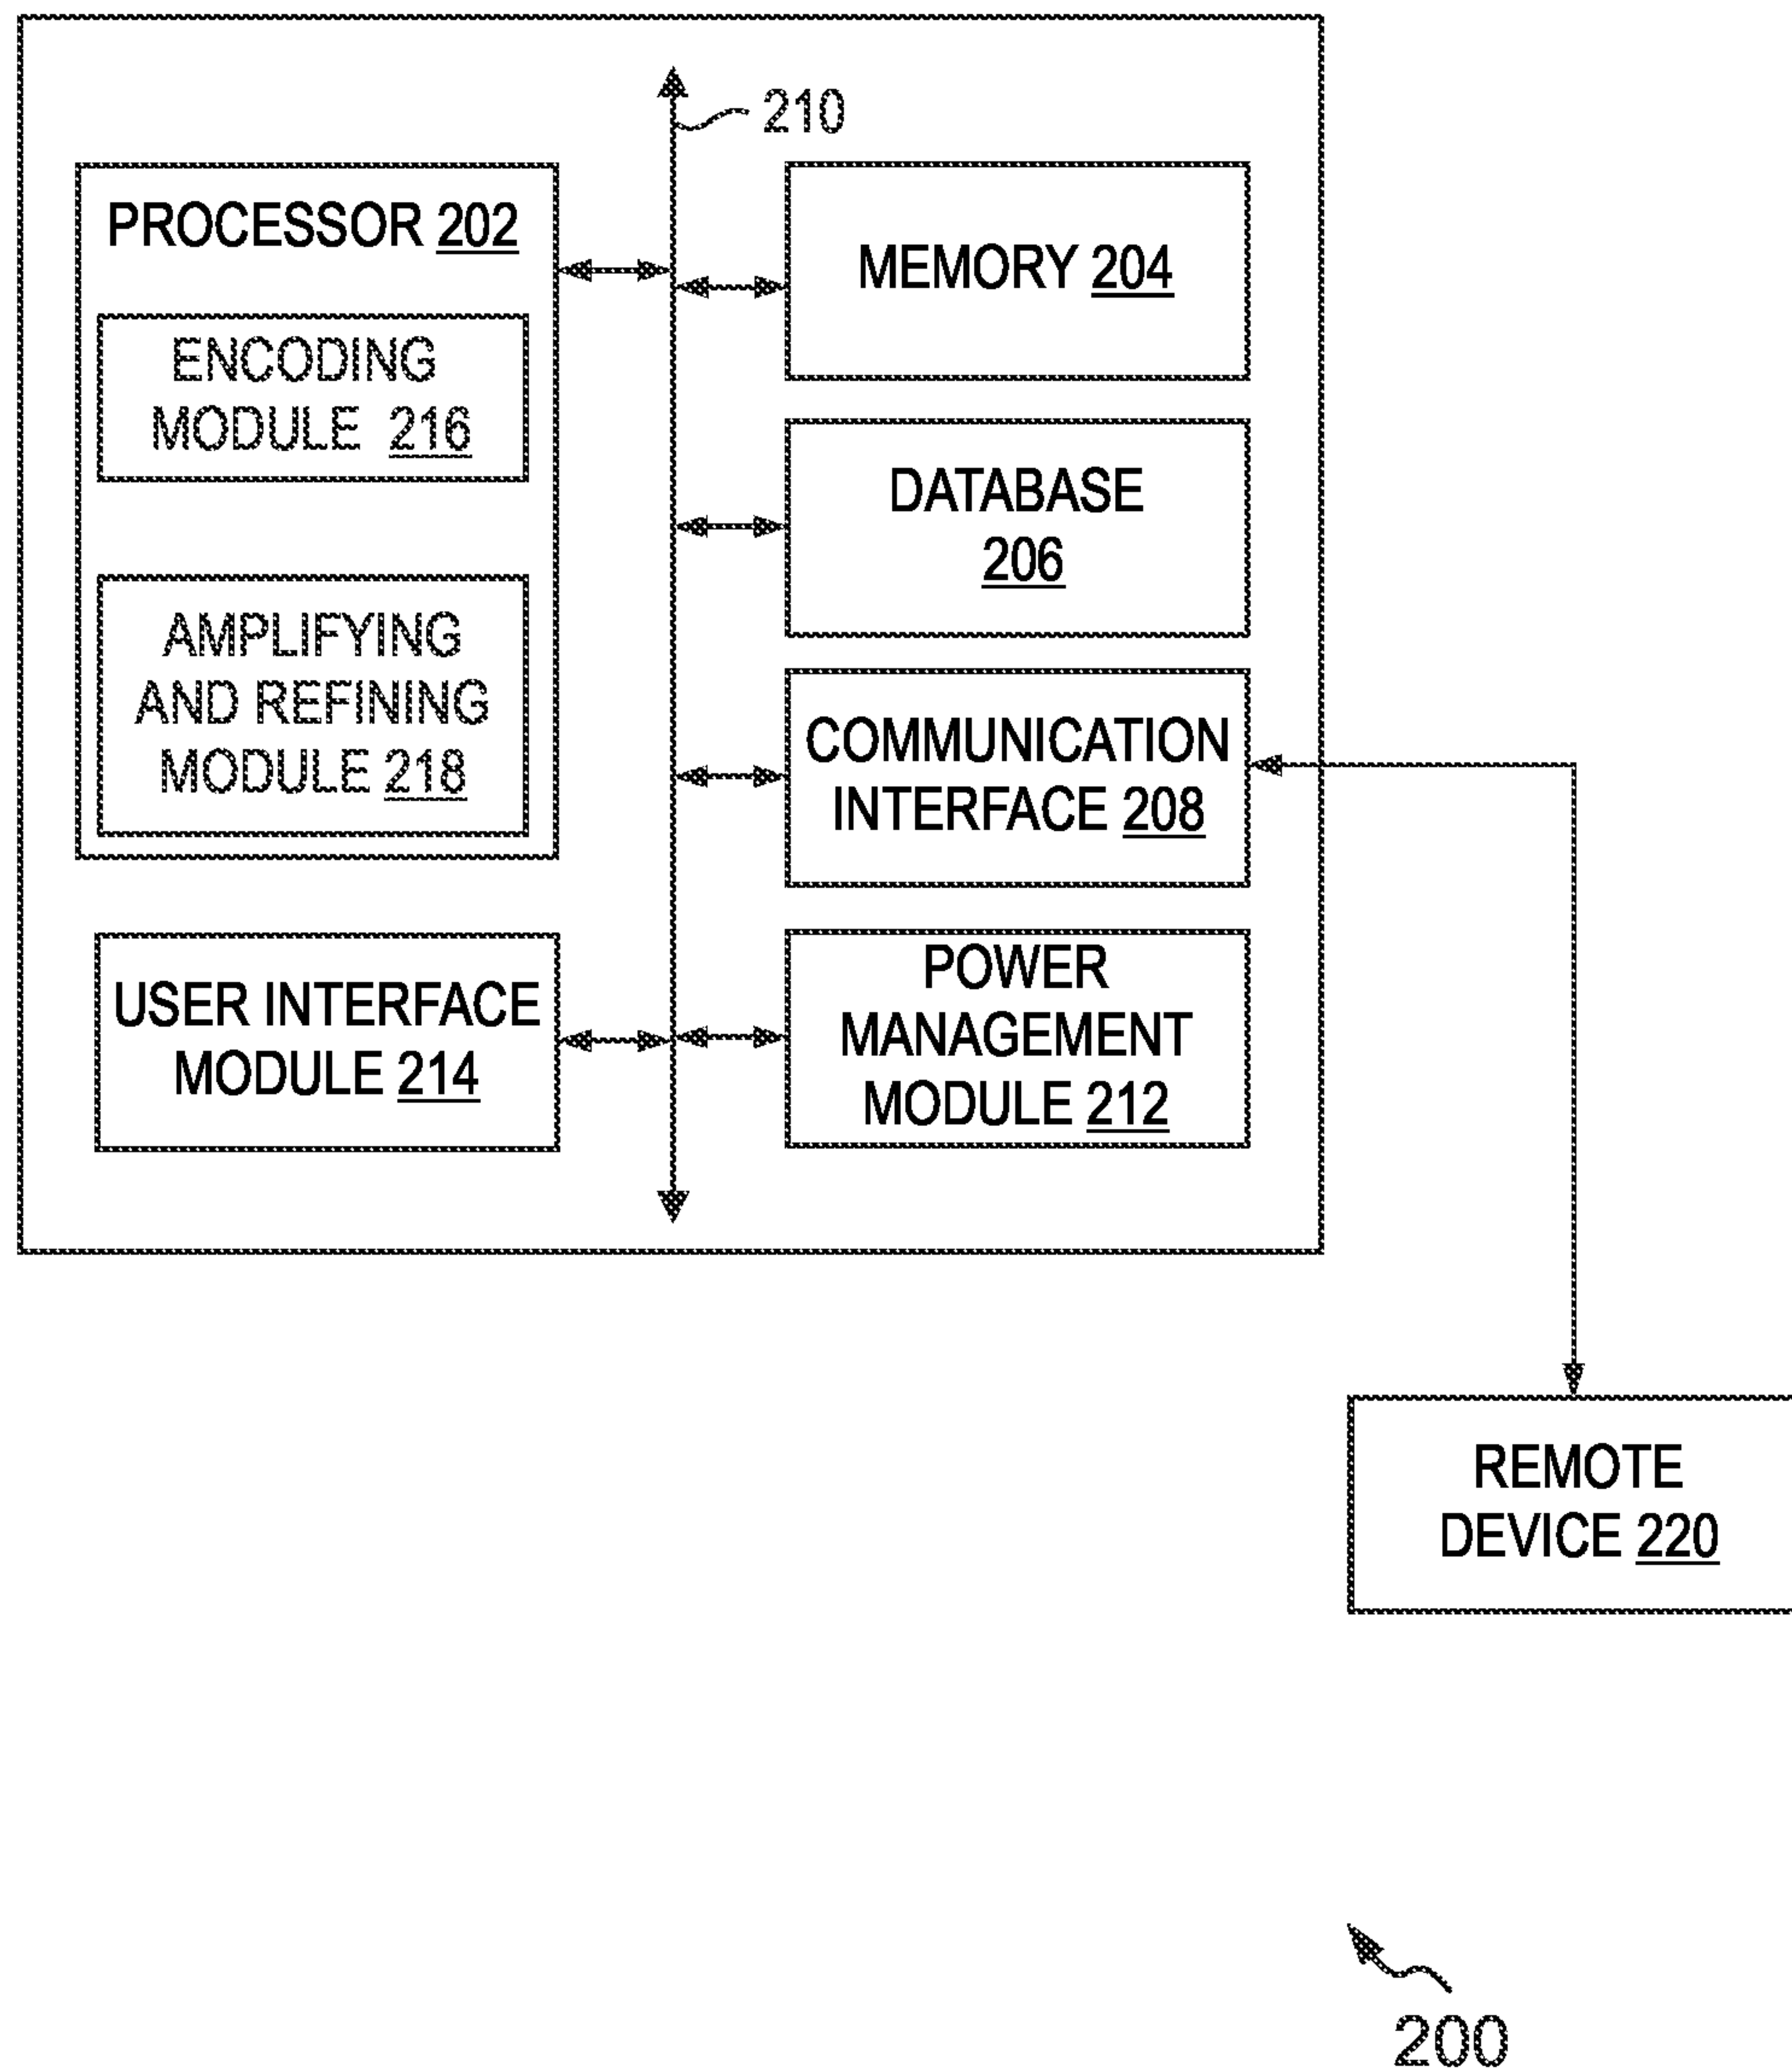 210
PROCESSOR 202
ENCODING
MODULE 216
AMPLIFYING
AND REFINING
MODULE 218
USER INTERFACE
MODULE 214
MEMORY 204
DATABASE
206
COMMUNICATION
INTERFACE 208
POWER
MANAGEMENT
MODULE 212
REMOTE
DEVICE 220
200